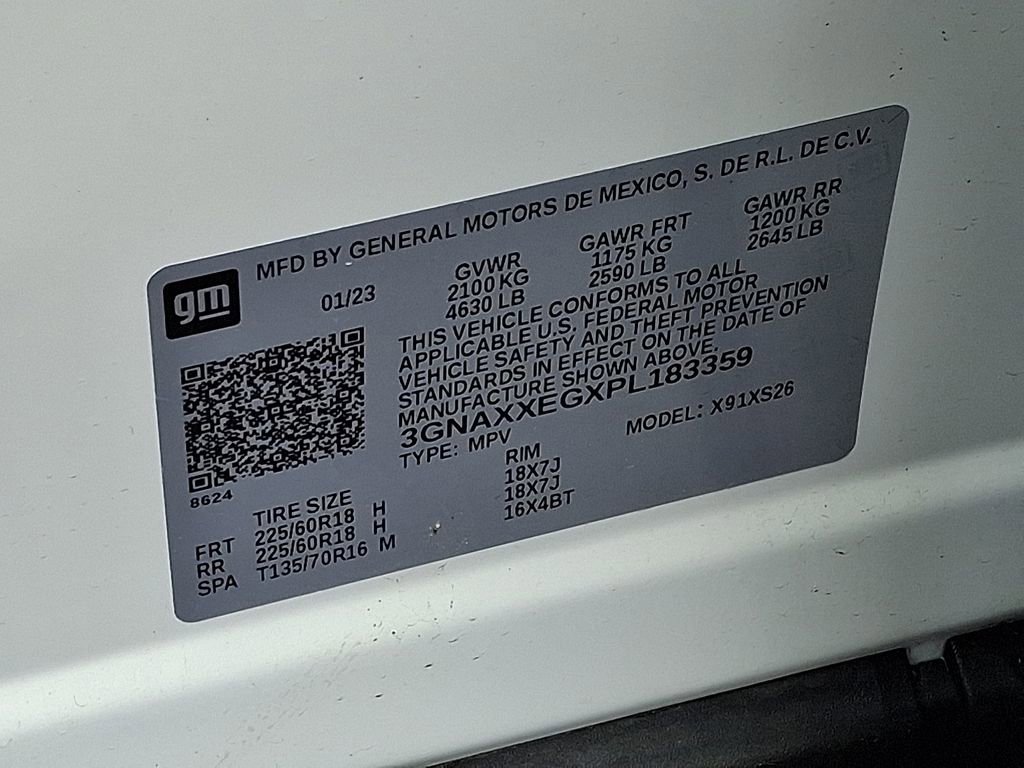 gm
MFD BY GENERAL MOTORS DE MEXICO, S. DE R.L. DE C.V.
01/23
GVWR
2100 KG
4630 LB
GAWR FRT
1175 KG
2590 LB
GAWR RR
1200 KG
2645 LB
THIS VEHICLE CONFORMS TO ALL
APPLICABLE U.S. FEDERAL MOTOR
VEHICLE SAFETY AND THEFT PREVENTION
STANDARDS IN EFFECT ON THE DATE OF
MANUFACTURE SHOWN ABOVE.
3GNAXXEGXPL183359
TYPE: MPV
MODEL: X91XS26
8624
TIRE SIZE
RIM
FRT 225/60R18 H 18X7J
RR 225/60R18 H 18X7J
SPA T135/70R16 M 16X4BT